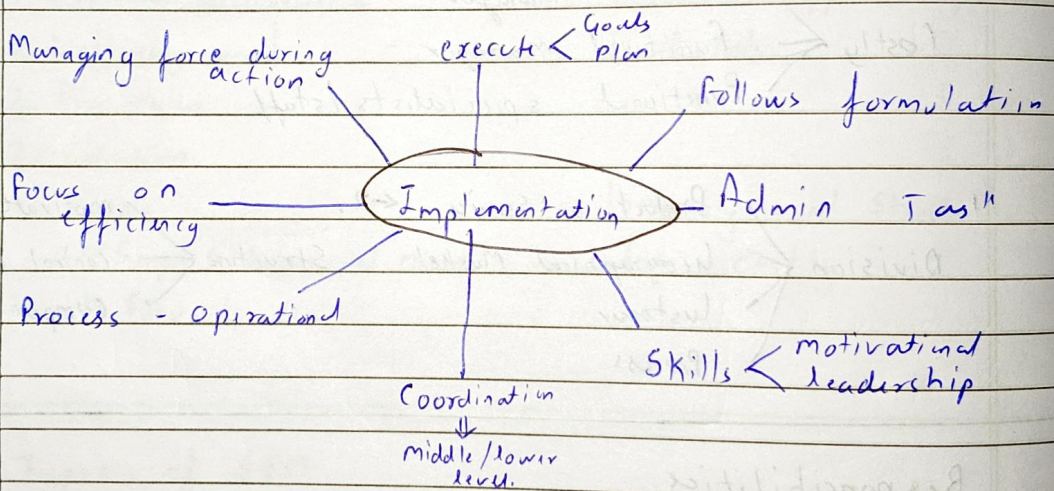 Managing force during
action
execute < Goals
Plan
Follows formulation
Focus on
efficiency
Implementation
Admin Task
Process - operational
Skills < motivational
leadership
Coordination
⇓
Middle/lower
level.